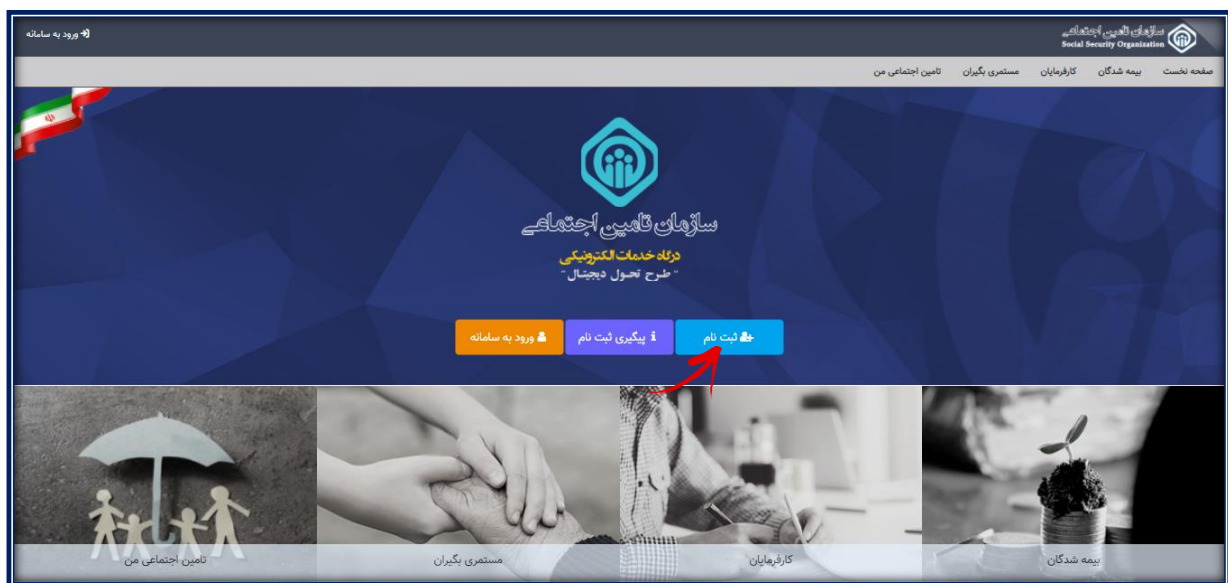 سازمان تامین اجتماعی
Social Security Organization
ورود به سامانه
صفحه نخست بیمه شدگان کارفرمایان مستمری بگیران تامین اجتماعی من
سازمان تامین اجتماعی
درگاه خدمات الکترونیکی
"طرح تحول دیجیتال"
ثبت نام پیگیری ثبت نام ورود به سامانه
بیمه شدگان کارفرمایان مستمری بگیران تامین اجتماعی من